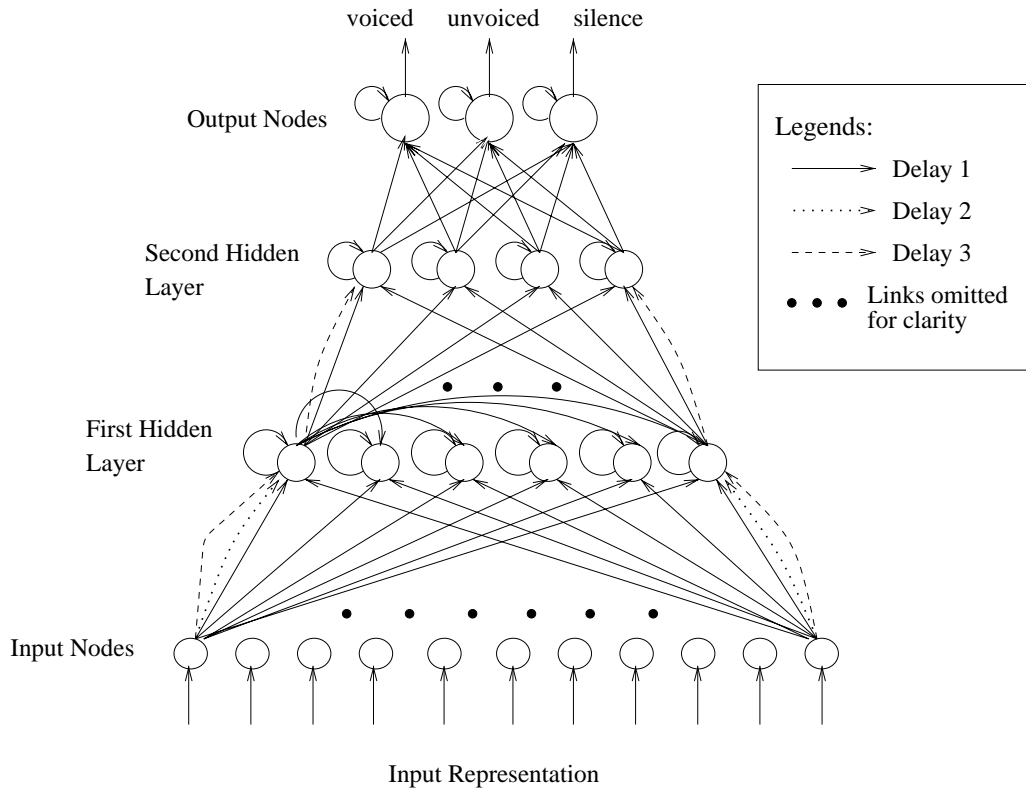 voiced unvoiced silence
Output Nodes
Legends:
Delay 1
Delay 2
Delay 3
Links omitted
for clarity
Second Hidden
Layer
First Hidden
Layer
Input Nodes
Input Representation